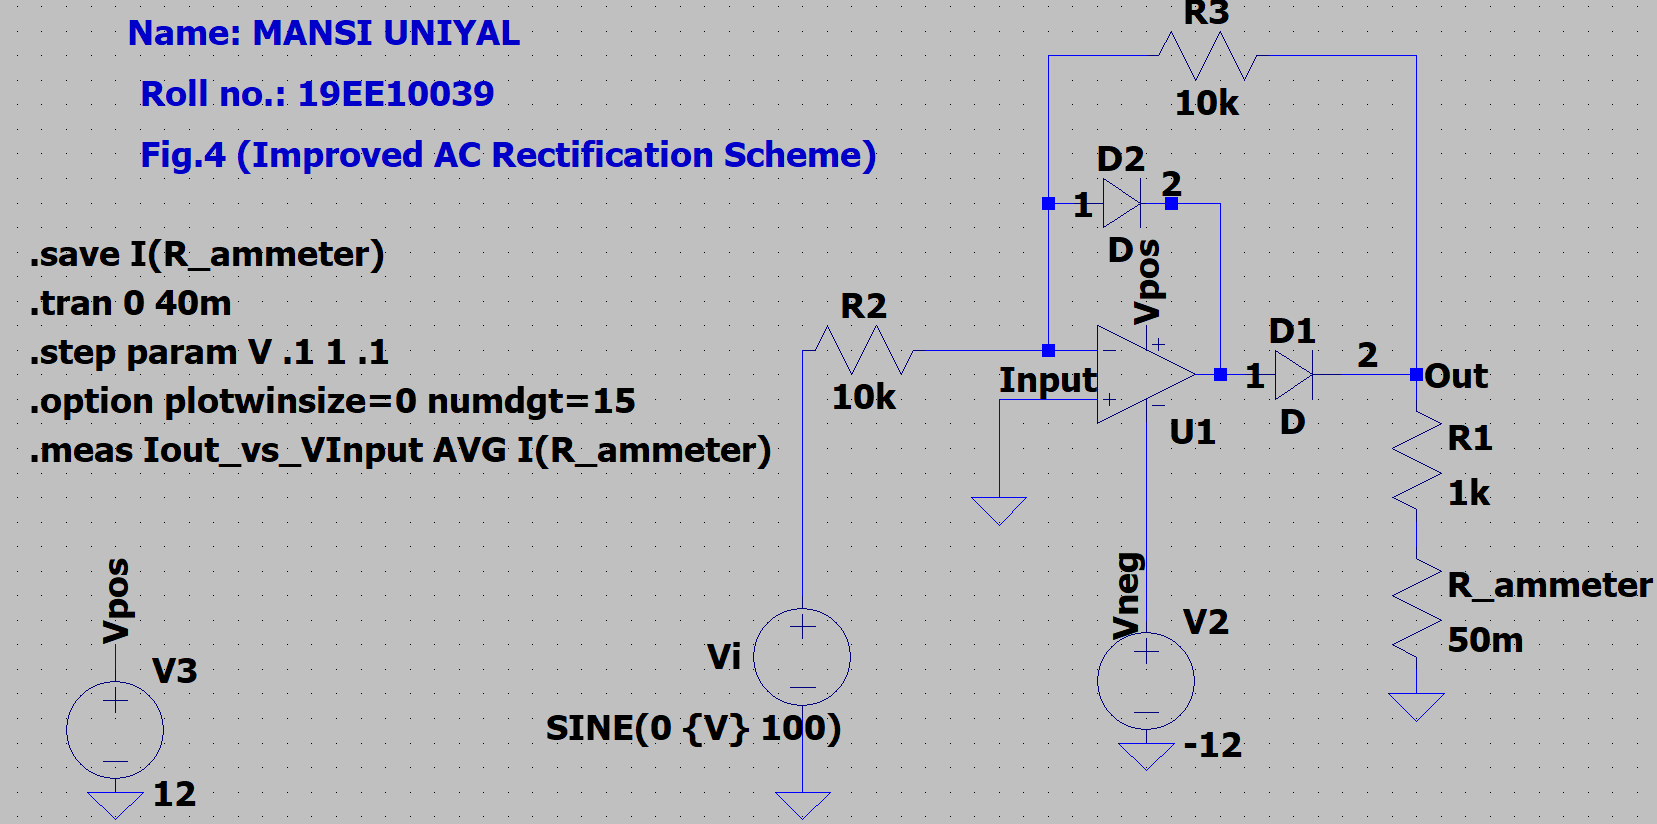 Name: MANSI UNIYAL
Roll no.: 19EE10039
Fig.4 (Improved AC Rectification Scheme)
.save I(R_ammeter)
.tran 0 40m
.step param V .1 1 .1
.option plotwinsize=0 numdgt=15
.meas Iout_vs_VInput AVG I(R_ammeter)
R3
10k
D2
1
2
D
Vpos
R2
10k
Input
U1
D1
1
2
D
Out
R1
1k
R_ammeter
50m
Vneg
V2
-12
Vi
SINE(0 {V} 100)
Vpos
V3
12